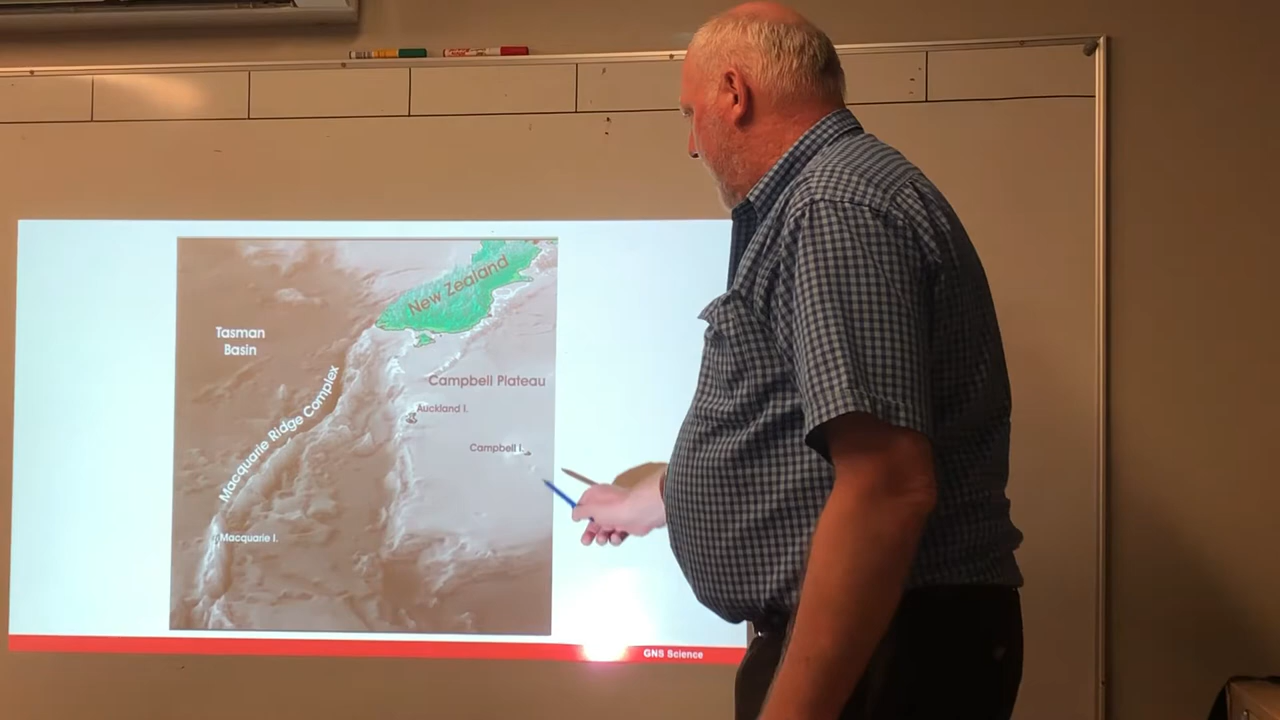 New Zealand
Tasman
Basin
Macquarie Ridge Complex
Campbell Plateau
Auckland I.
Campbell I.
Macquarie I.
GNS Science